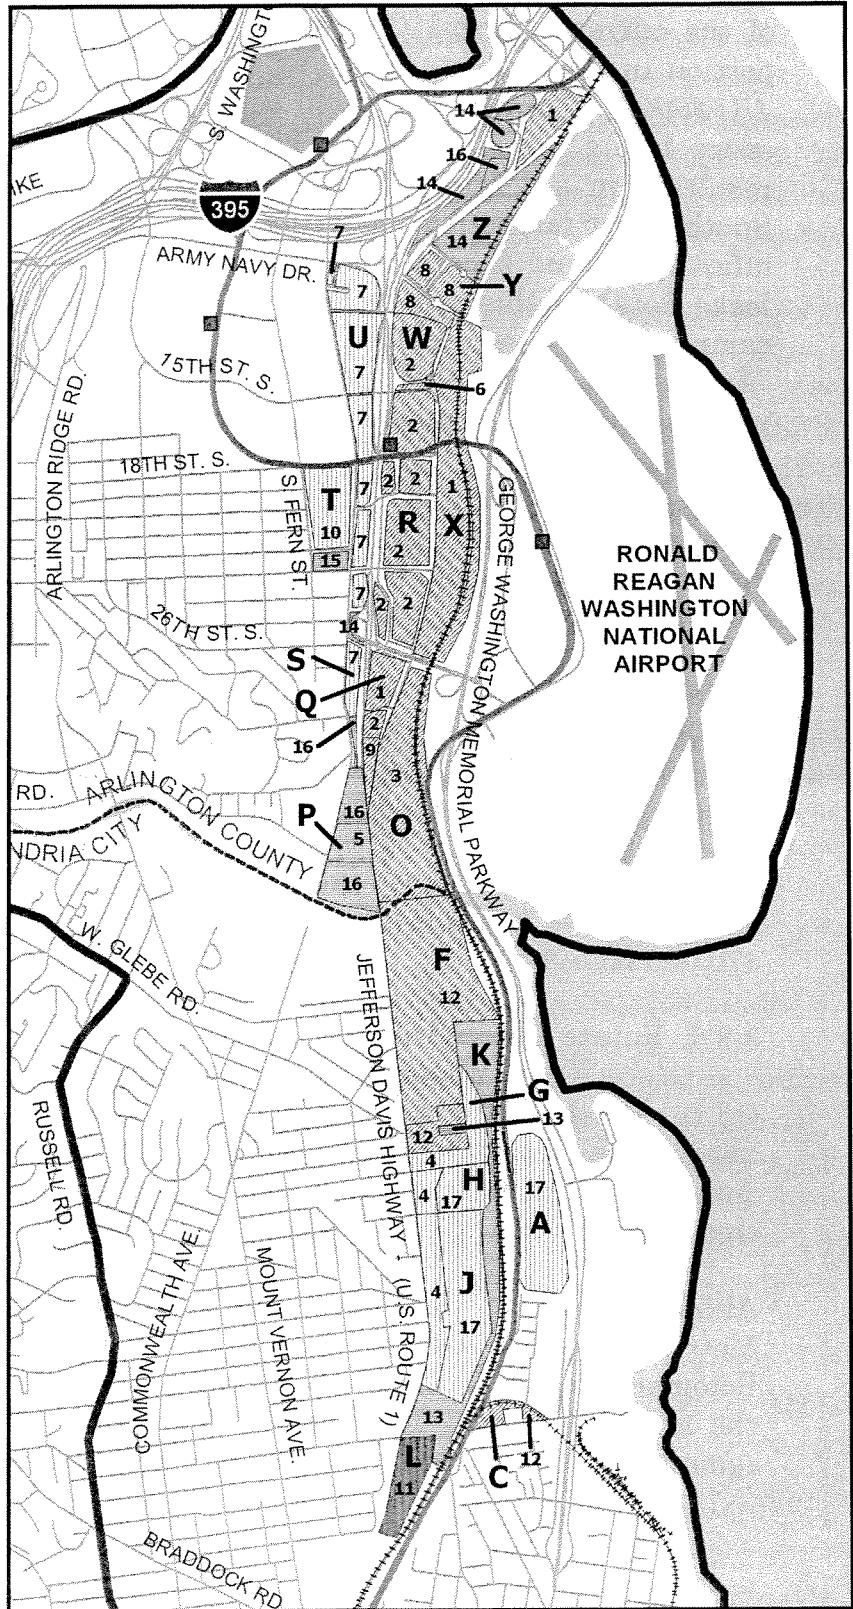 S. WASHINGT
14
1
16
14
IKE
395
Z
14
7
ARMY NAVY DR.
8
7
8
Y
8
U
W
2
15TH ST. S.
7
6
ARLINGTON RIDGE RD.
7
2
18TH ST. S.
S. FERN ST.
T
7
2
2
1
GEORGE WASHINGTON MEMORIAL PARKWAY
10
R
X
7
2
15
RONALD
REAGAN
WASHINGTON
NATIONAL
AIRPORT
7
2
2
26TH ST. S.
14
S
7
Q
1
2
16
9
3
RD.
ARLINGTON COUNTY
NDRIA CITY
P
16
5
O
16
W. GLEBE RD.
F
12
JEFFERSON DAVIS HIGHWAY - (U.S. ROUTE 1)
K
G
13
12
RUSSELL RD.
4
H
4
17
17
A
COMMONWEALTH AVE.
MOUNT VERNON AVE.
J
4
17
13
L
11
C
12
BRADDOCK RD